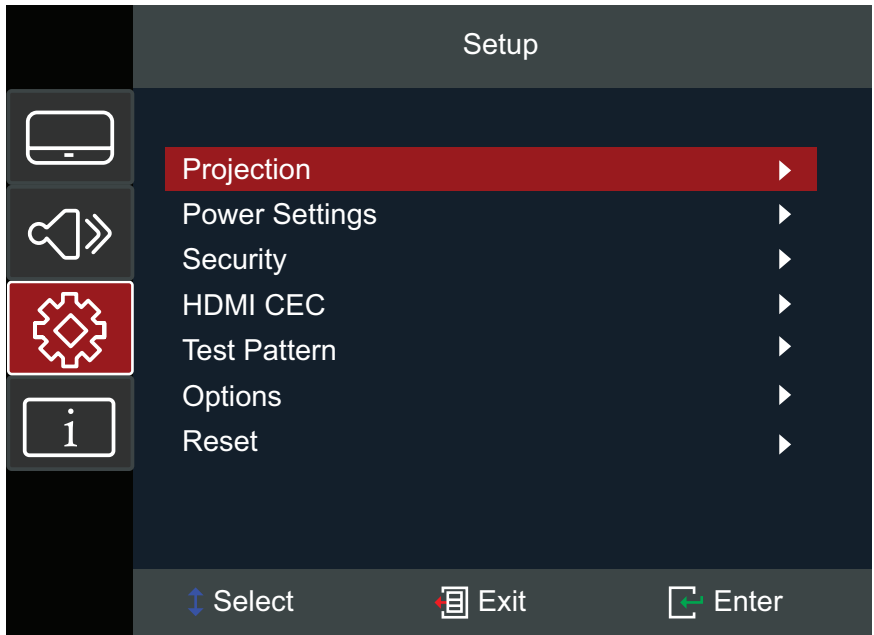 Setup
Projection
Power Settings
Security
HDMI CEC
Test Pattern
Options
Reset
i
Select Exit Enter